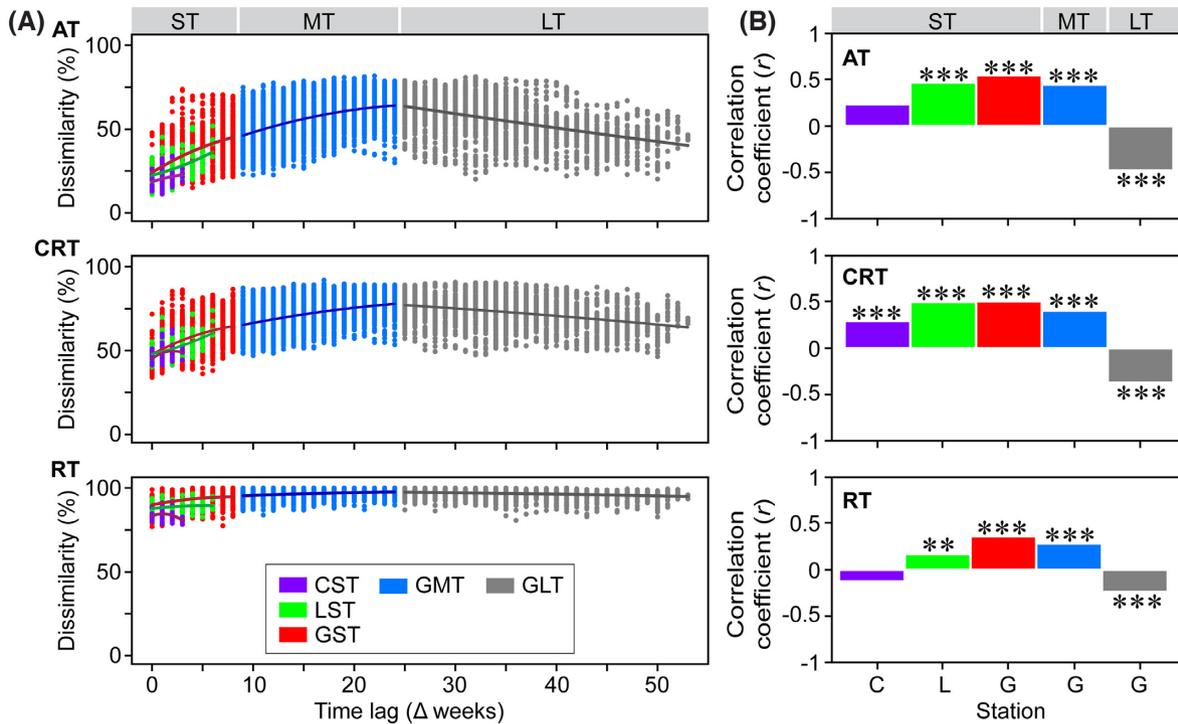 (A)
ST MT LT
AT
100
50
0
Dissimilarity (%)
CRT
100
50
0
Dissimilarity (%)
RT
100
50
0
Dissimilarity (%)
CST GMT GLT
LST
GST
0 10 20 30 40 50
Time lag (Δ weeks)
(B)
ST MT LT
AT
1
0.5
0
-0.5
-1
Correlation
coefficient (r)
*** *** ***
***
CRT
1
0.5
0
-0.5
-1
Correlation
coefficient (r)
*** *** *** ***
***
RT
1
0.5
0
-0.5
-1
Correlation
coefficient (r)
** *** ***
***
C L G G G
Station